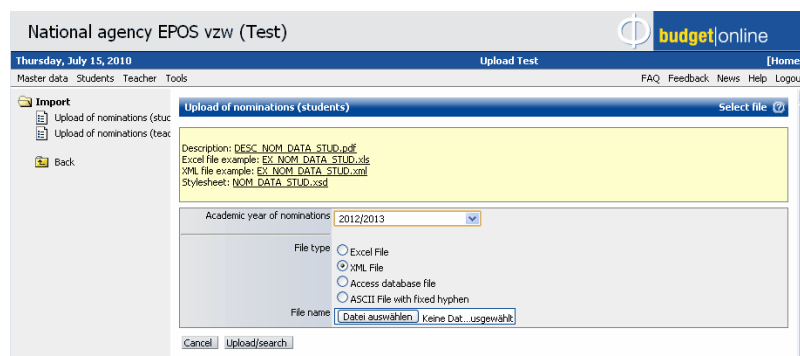 National agency EPOS vzw (Test)
budget|online
Thursday, July 15, 2010 Upload Test [Home
Master data Students Teacher Tools FAQ Feedback News Help Logou
Import
Upload of nominations (stud
Upload of nominations (teac
Back
Upload of nominations (students) Select file
Description: DESC_NOM_DATA_STUD.pdf
Excel file example: EX_NOM_DATA_STUD.xls
XML file example: EX_NOM_DATA_STUD.xml
Stylesheet: NOM_DATA_STUD.xsd
Academic year of nominations 2012/2013
File type Excel File
XML File
Access database file
ASCII File with fixed hyphen
File name Datei auswählen Keine Dat...usgewählt
Cancel Upload/search